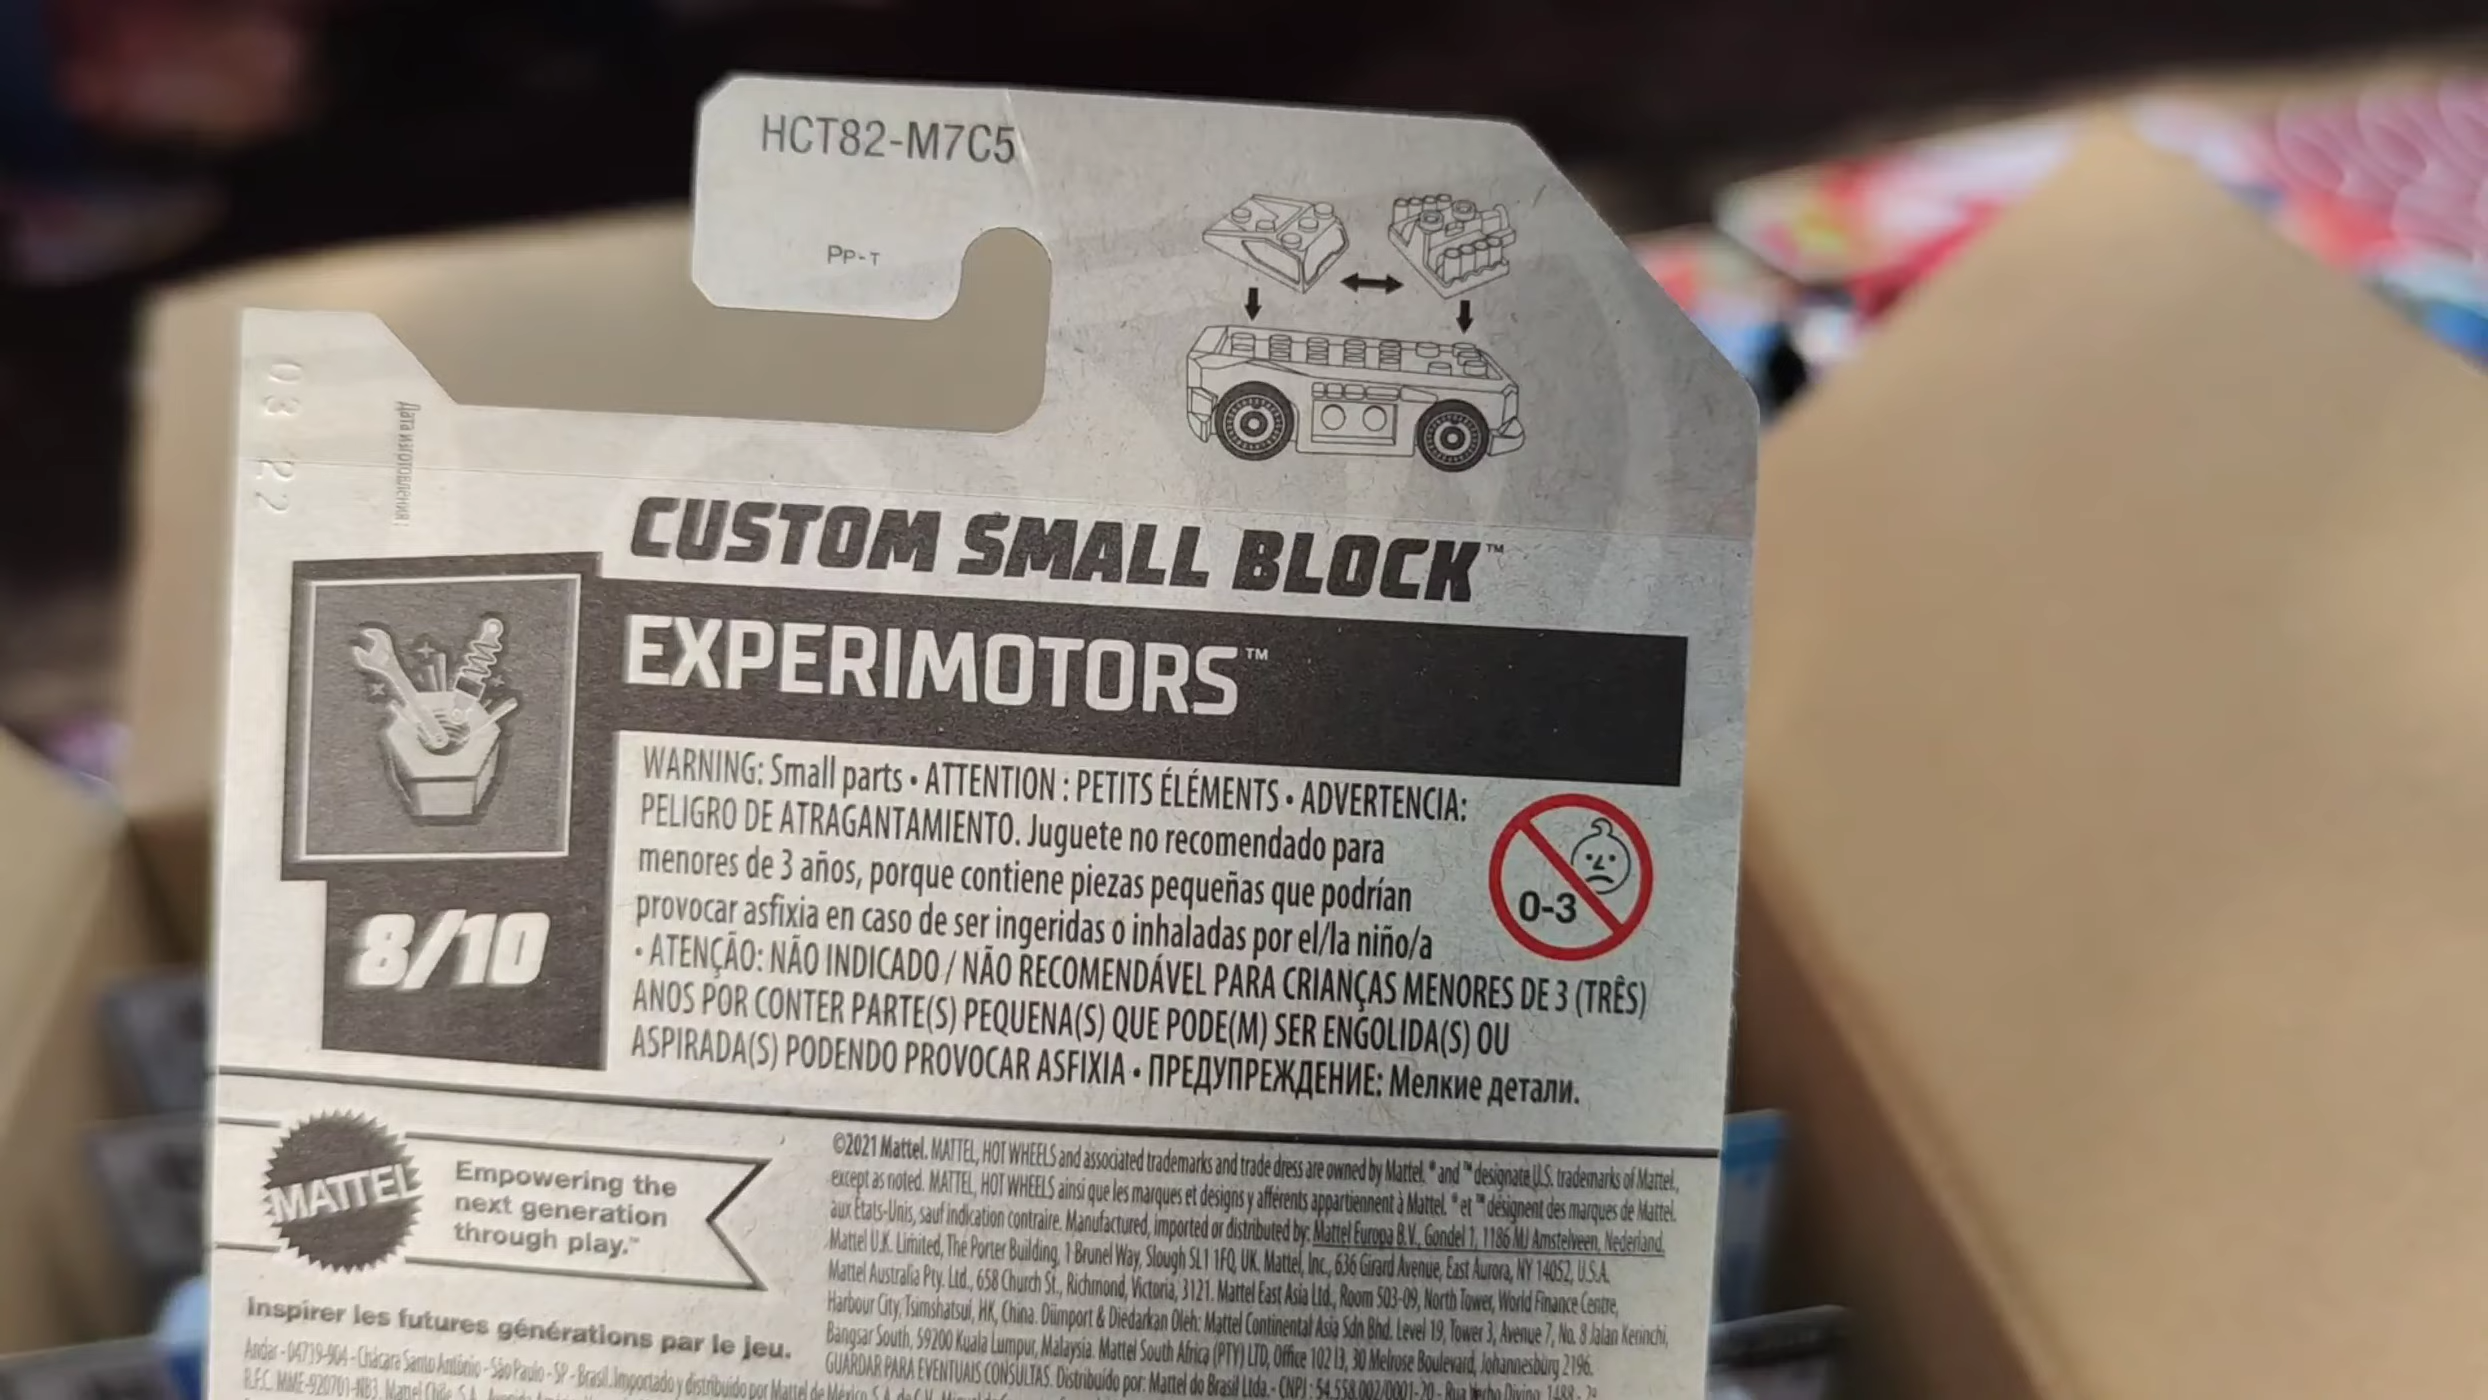 HCT82-M7C5
PP-T
03 22
Дата изготовления:
CUSTOM SMALL BLOCK™
EXPERIMOTORS™
8/10
WARNING: Small parts • ATTENTION : PETITS ÉLÉMENTS • ADVERTENCIA:
PELIGRO DE ATRAGANTAMIENTO. Juguete no recomendado para
menores de 3 años, porque contiene piezas pequeñas que podrían
provocar asfixia en caso de ser ingeridas o inhaladas por el/la niño/a
• ATENÇÃO: NÃO INDICADO / NÃO RECOMENDÁVEL PARA CRIANÇAS MENORES DE 3 (TRÊS)
ANOS POR CONTER PARTE(S) PEQUENA(S) QUE PODE(M) SER ENGOLIDA(S) OU
ASPIRADA(S) PODENDO PROVOCAR ASFIXIA • ПРЕДУПРЕЖДЕНИЕ: Мелкие детали.
0-3
MATTEL
Empowering the
next generation
through play.™
Inspirer les futures générations par le jeu.
©2021 Mattel. MATTEL, HOT WHEELS and associated trademarks and trade dress are owned by Mattel. ® and ™ designate U.S. trademarks of Mattel,
except as noted. MATTEL, HOT WHEELS ainsi que les marques et designs y afférents appartiennent à Mattel. ® et ™ désignent des marques de Mattel
aux États-Unis, sauf indication contraire. Manufactured, imported or distributed by: Mattel Europa B.V., Gondel 1, 1186 MJ Amstelveen, Nederland.
Mattel U.K. Limited, The Porter Building, 1 Brunel Way, Slough SL1 1FQ, UK. Mattel, Inc., 636 Girard Avenue, East Aurora, NY 14052, U.S.A.
Mattel Australia Pty. Ltd., 658 Church St., Richmond, Victoria, 3121. Mattel East Asia Ltd., Room 503-09, North Tower, World Finance Centre,
Harbour City, Tsimshatsui, HK, China. Diimport & Diedarkan Oleh: Mattel Continental Asia Sdn Bhd. Level 19, Tower 3, Avenue 7, No. 8 Jalan Kerinchi,
Bangsar South, 59200 Kuala Lumpur, Malaysia. Mattel South Africa (PTY) LTD, Office 102 I3, 30 Melrose Boulevard, Johannesburg 2196.
GUARDAR PARA EVENTUAIS CONSULTAS. Distribuído por: Mattel do Brasil Ltda.- CNPJ : 54.558.002/0001-20 - Rua Verbo Divino, 1488 - 2º
Andar - 04719-904 - Chácara Santo Antônio - São Paulo - SP - Brasil. Importado y distribuido por Mattel de México, S.A. de C.V.
R.F.C. MME-920701-NB3. Mattel Chile, S.A.